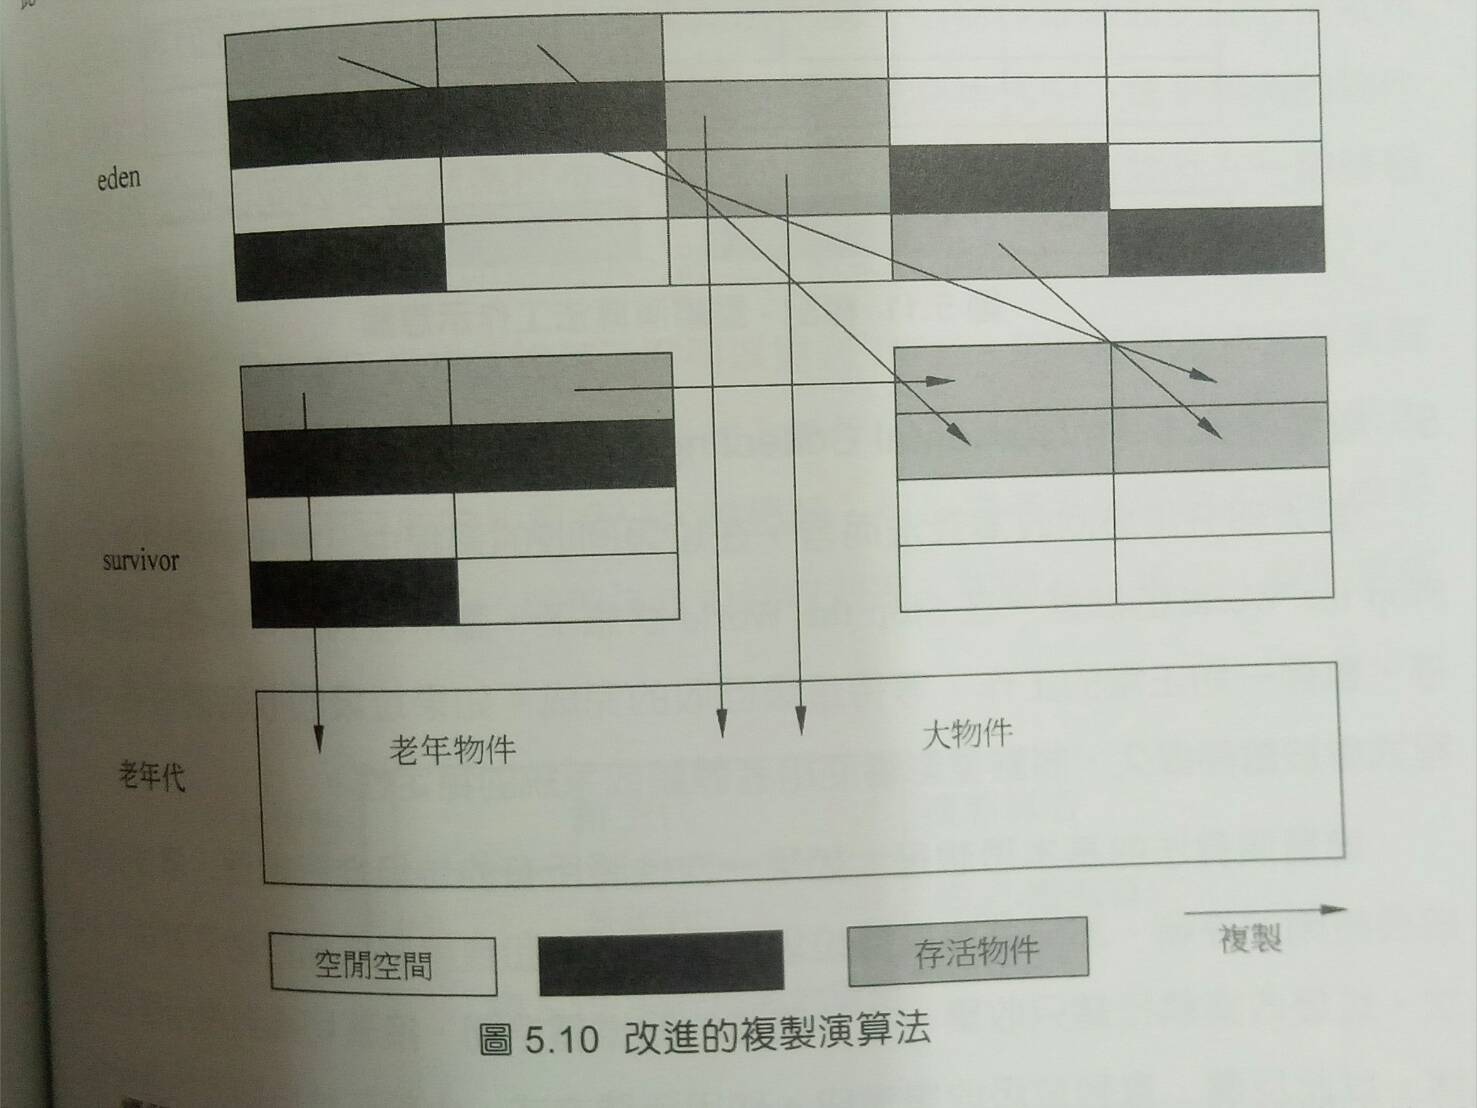 eden
survivor
老年代
老年物件
大物件
空閒空間
存活物件
複製
圖 5.10 改進的複製演算法